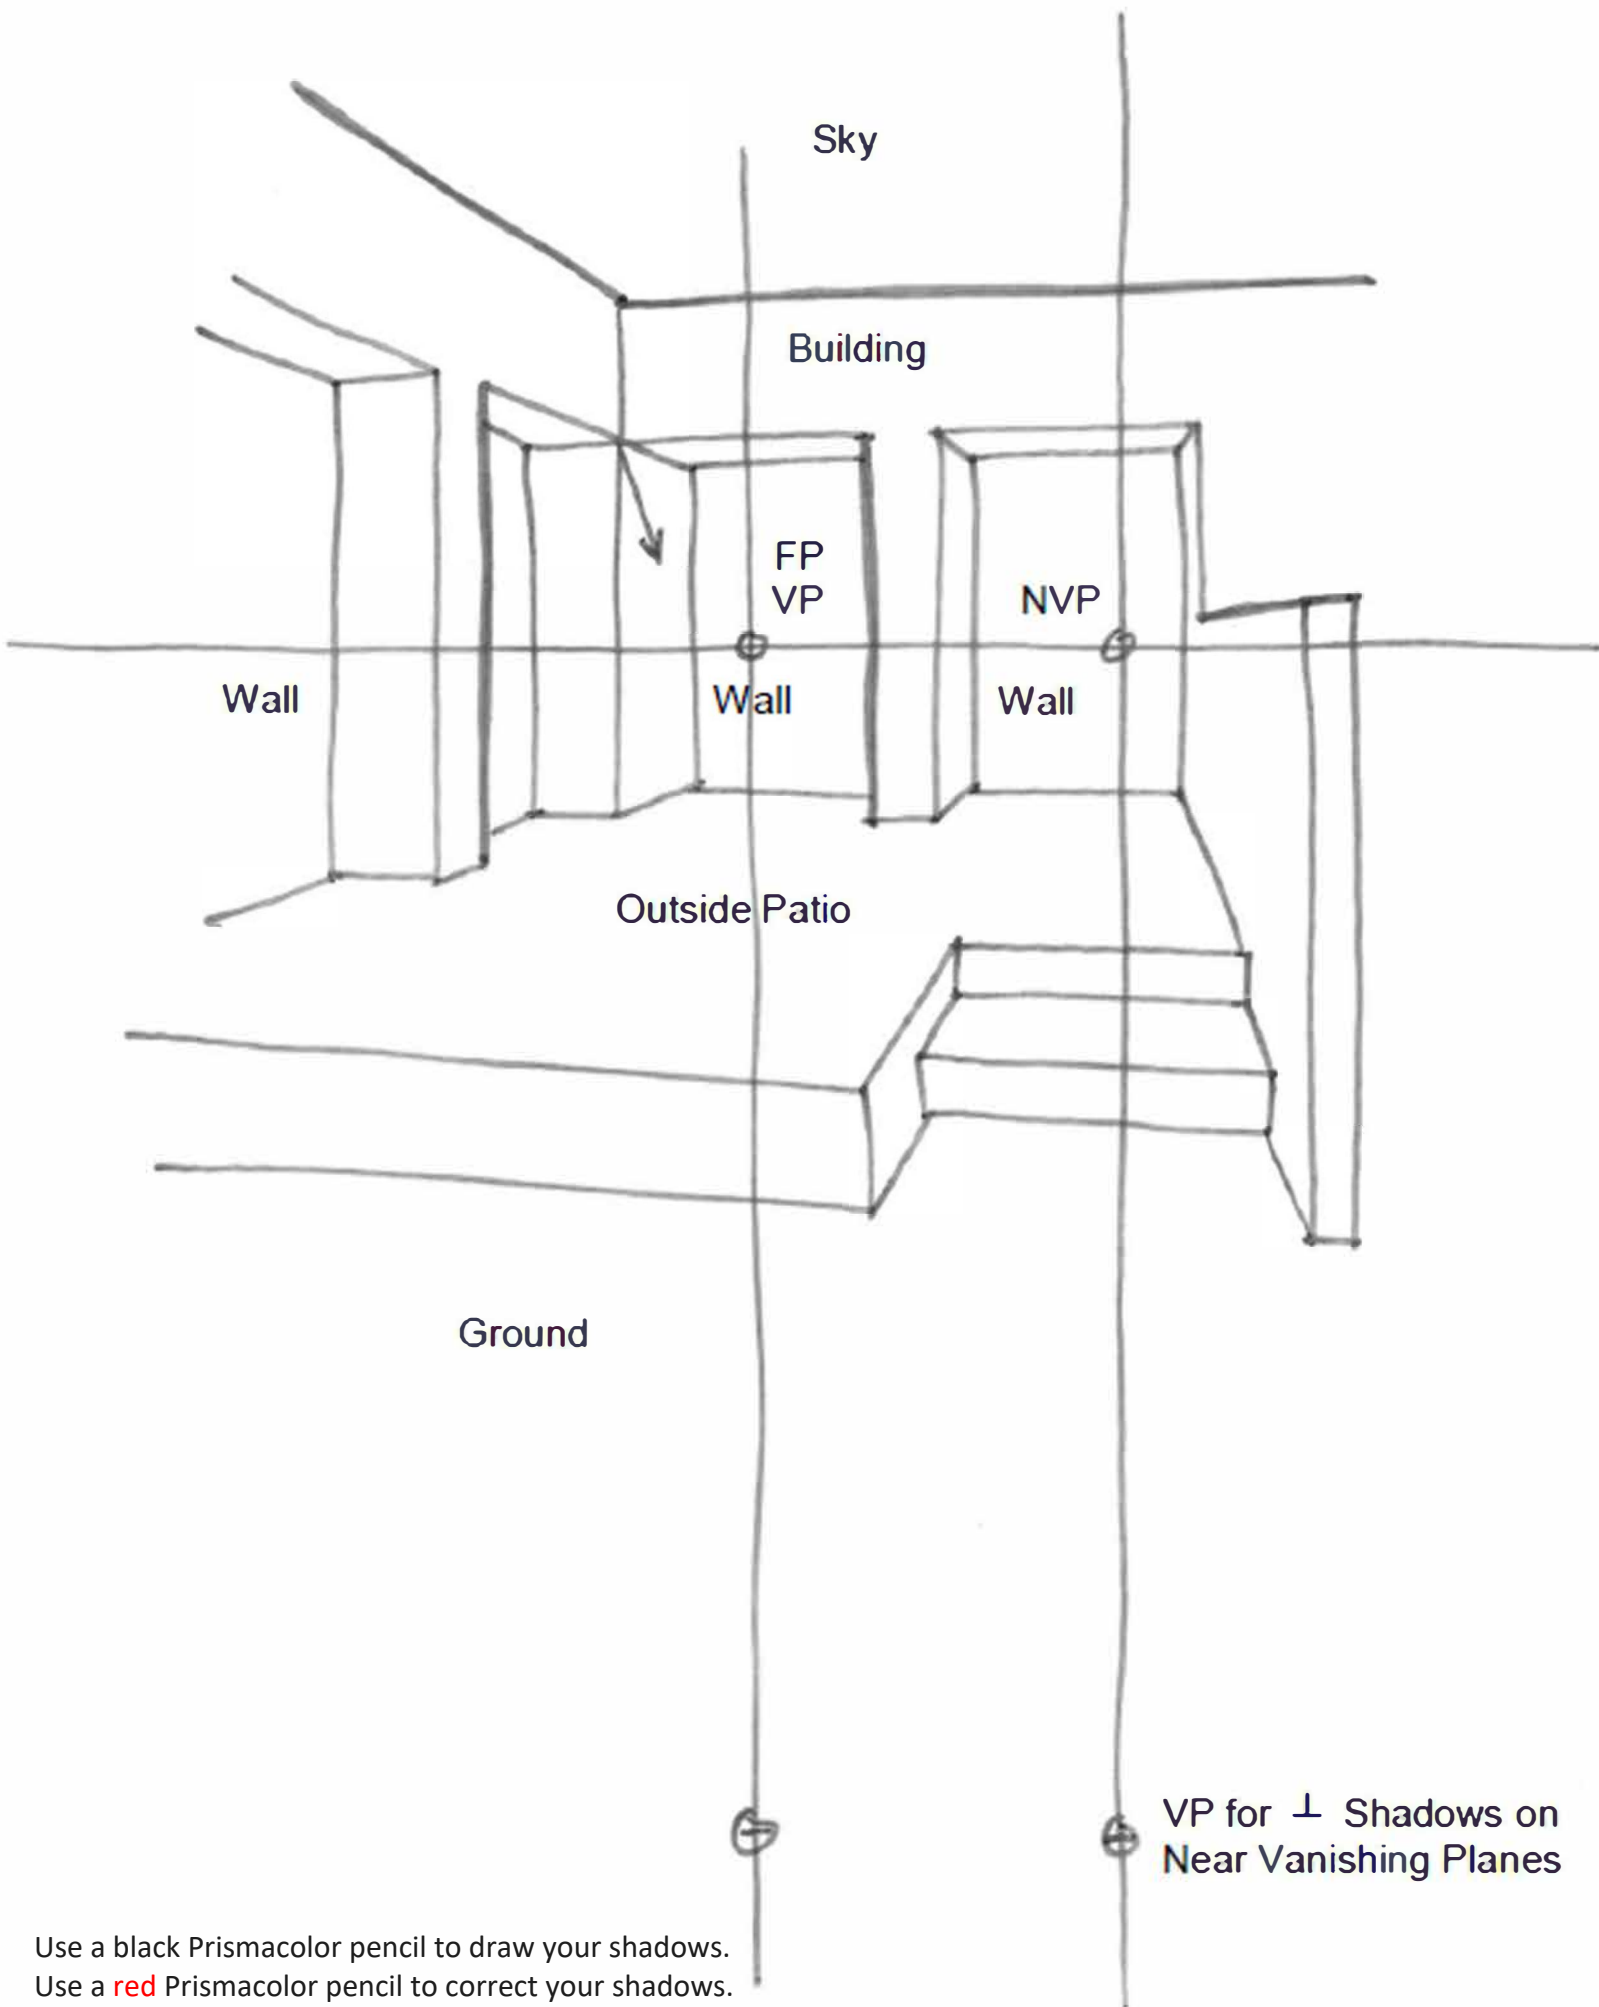 Sky
Building
FP
VP
NVP
Wall
Wall
Wall
Outside Patio
Ground
VP for ⊥ Shadows on
Near Vanishing Planes
Use a black Prismacolor pencil to draw your shadows.
Use a red Prismacolor pencil to correct your shadows.